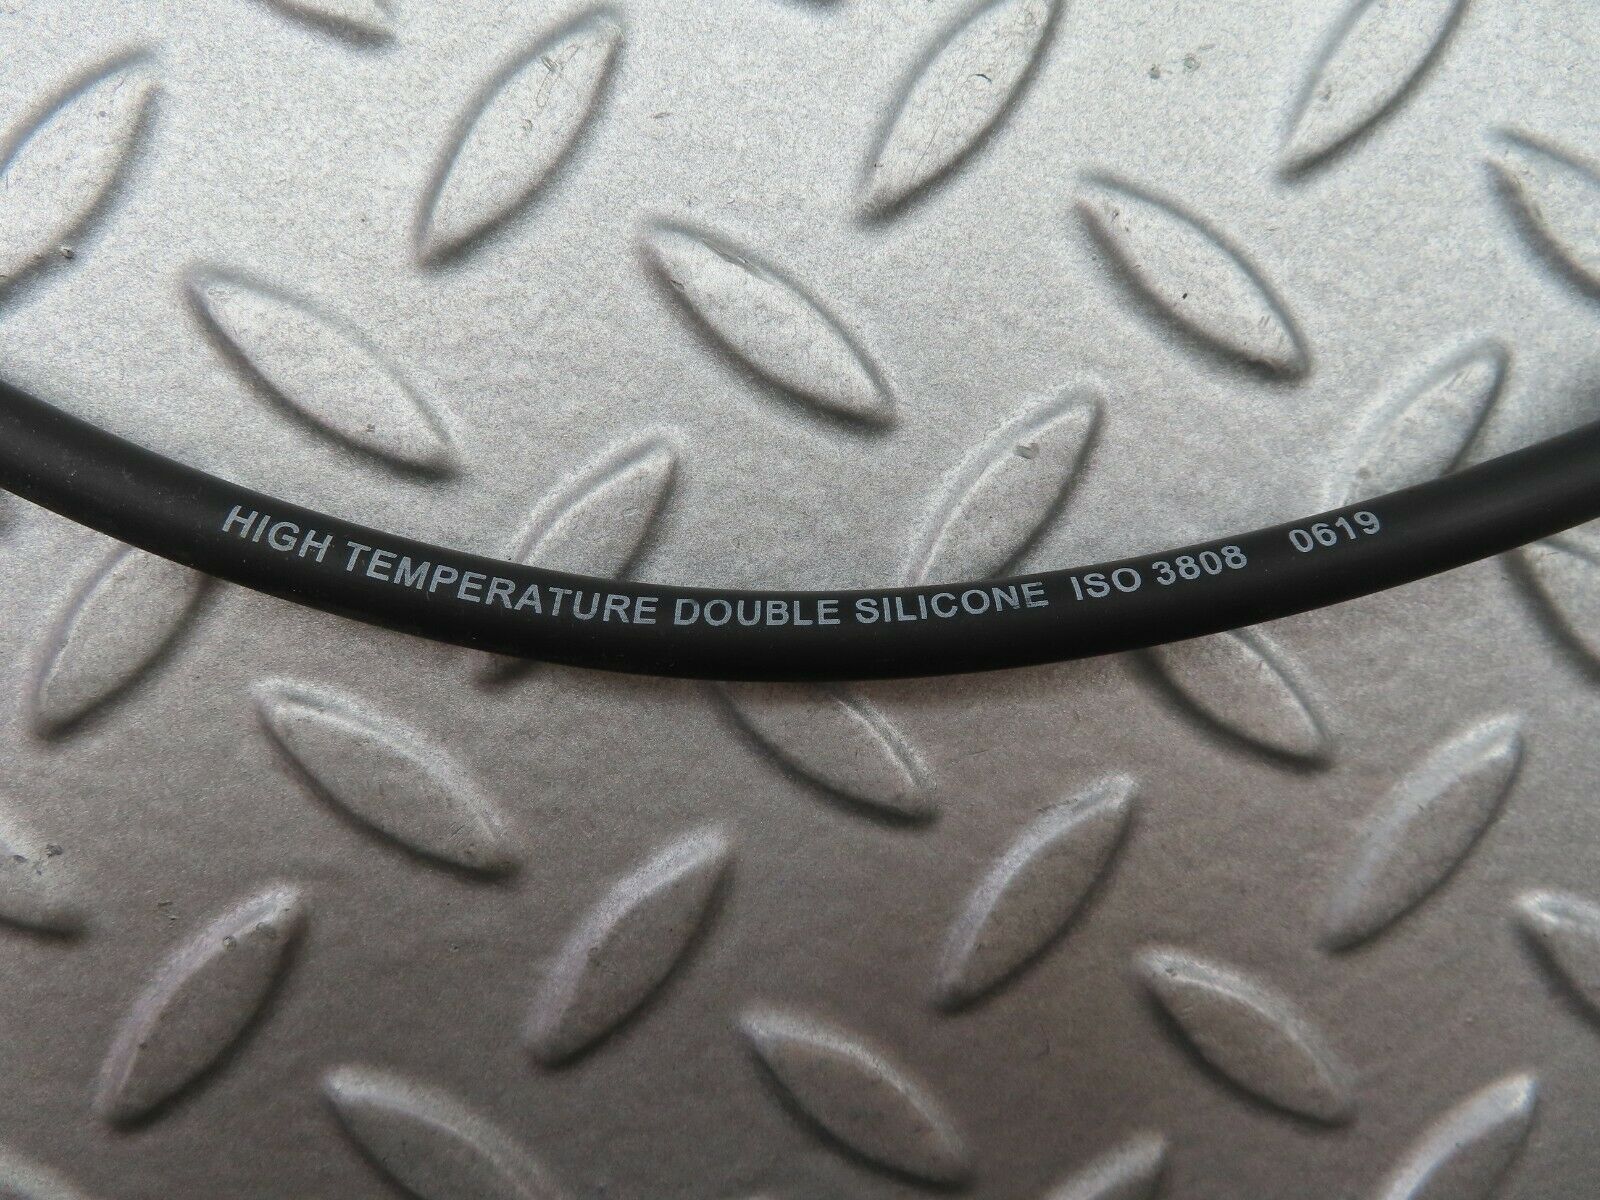 HIGH TEMPERATURE DOUBLE SILICONE ISO 3808 0619